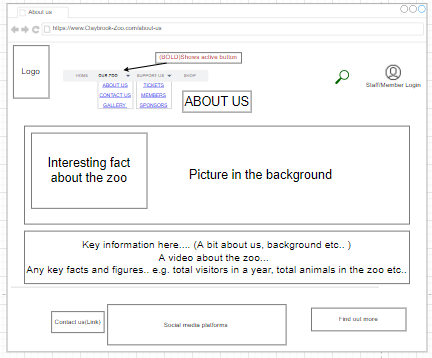 About us
https://www.Claybrook-Zoo.com/about-us
(BOLD)Shows active button
Logo
HOME OUR ZOO SUPPORT US SHOP
ABOUT US TICKETS
CONTACT US MEMBERS
GALLERY. SPONSORS
Staff/Member Login
ABOUT US
Interesting fact
about the zoo
Picture in the background
Key information here.... (A bit about us, background etc.. )
A video about the zoo...
Any key facts and figures.. e.g. total visitors in a year, total animals in the zoo etc..
Contact us(Link)
Social media platforms
Find out more